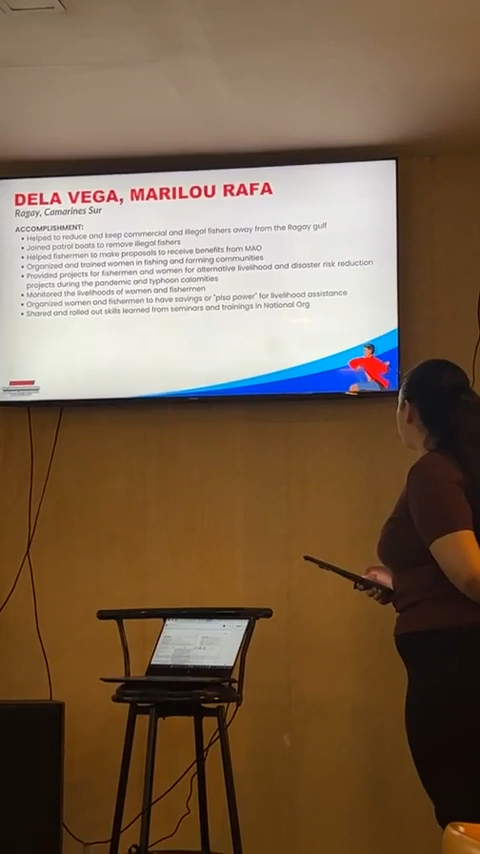 DELA VEGA, MARILOU RAFA
Ragay, Camarines Sur
ACCOMPLISHMENT:
• Helped to reduce and keep commercial and illegal fishers away from the Ragay gulf
• Joined patrol boats to remove illegal fishers
• Helped fishermen to make proposals to receive benefits from MAO
• Organized and trained women in fishing and farming communities
• Provided projects for fishermen and women for alternative livelihood and disaster risk reduction
projects during the pandemic and typhoon calamities
• Monitored the livelihoods of women and fishermen
• Organized women and fishermen to have savings or "piso power" for livelihood assistance
• Shared and rolled out skills learned from seminars and trainings in National Org